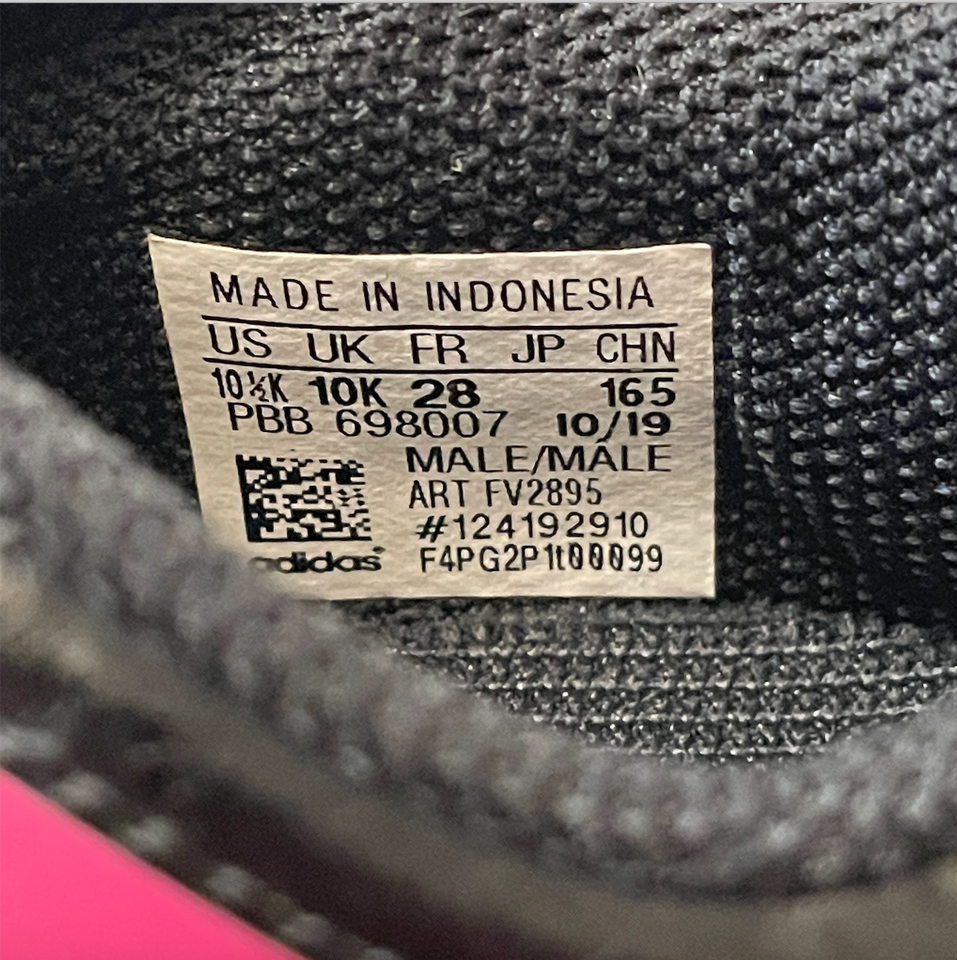 MADE IN INDONESIA
US UK FR JP CHN
10½K 10K 28 165
PBB 698007 10/19
MALE/MÂLE
ART FV2895
#124192910
F4PG2P1t00099
adidas